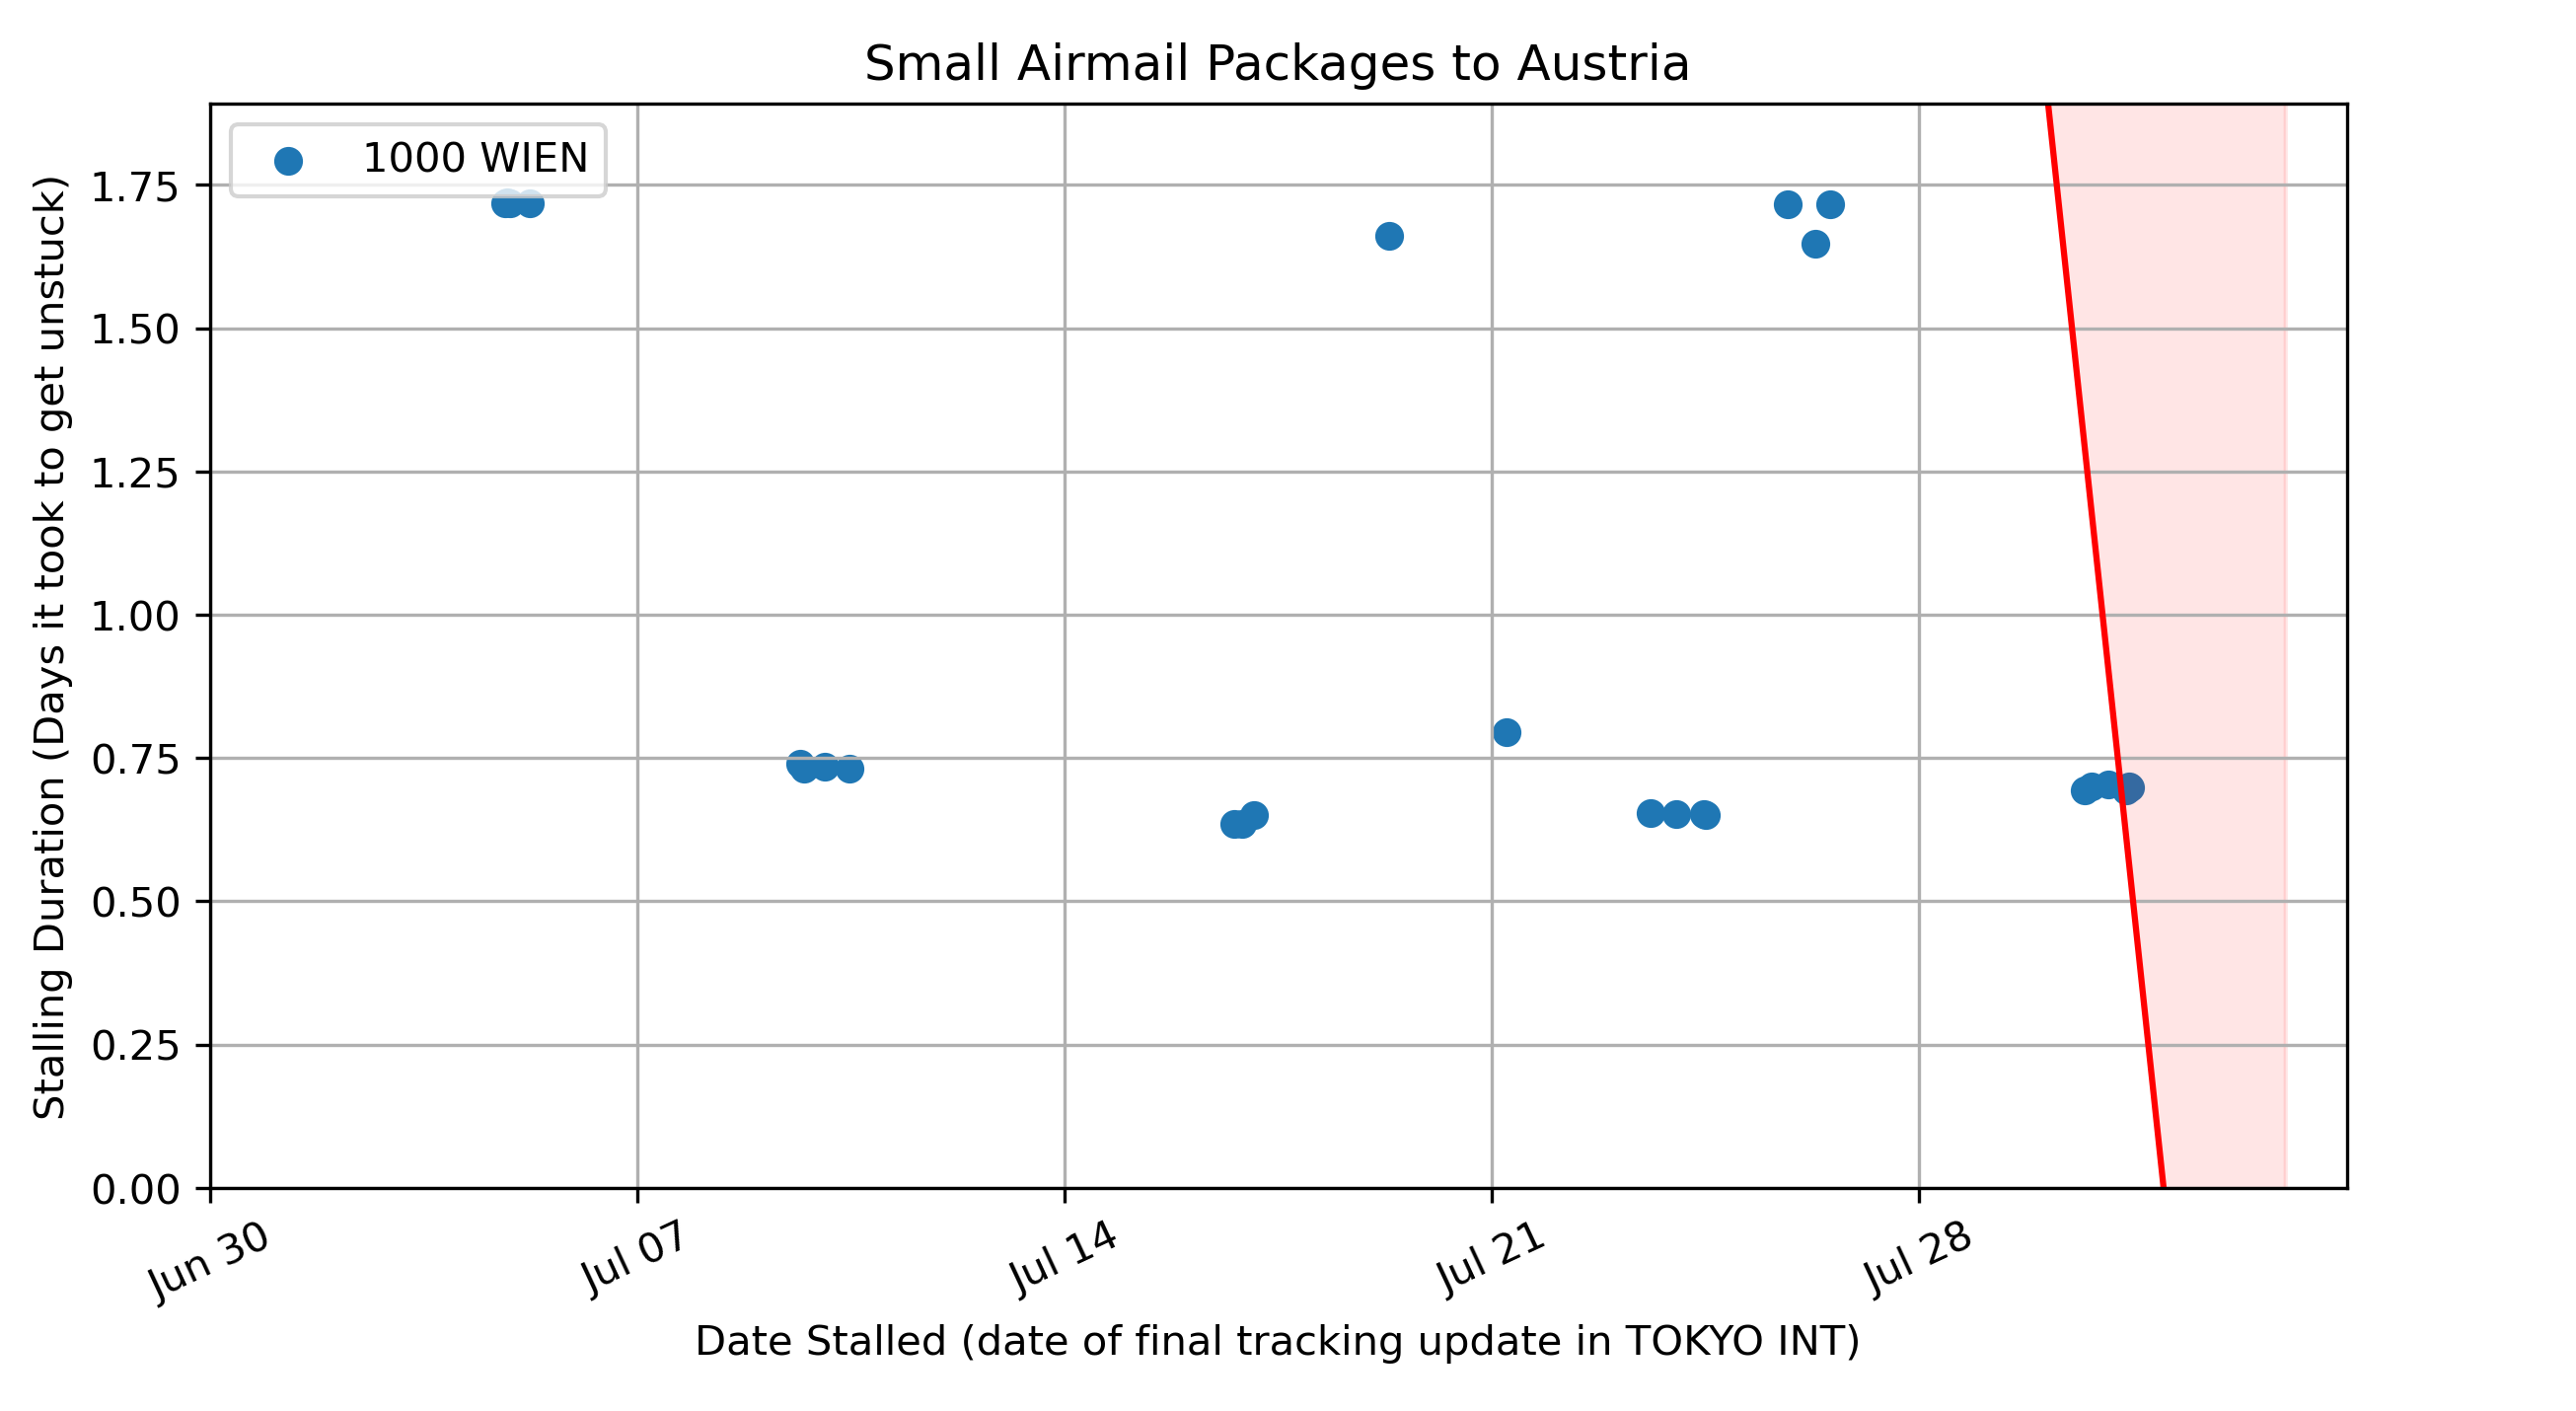 Small Airmail Packages to Austria
1000 WIEN
Stalling Duration (Days it took to get unstuck)
1.75
1.50
1.25
1.00
0.75
0.50
0.25
0.00
Jun 30
Jul 07
Jul 14
Jul 21
Jul 28
Date Stalled (date of final tracking update in TOKYO INT)